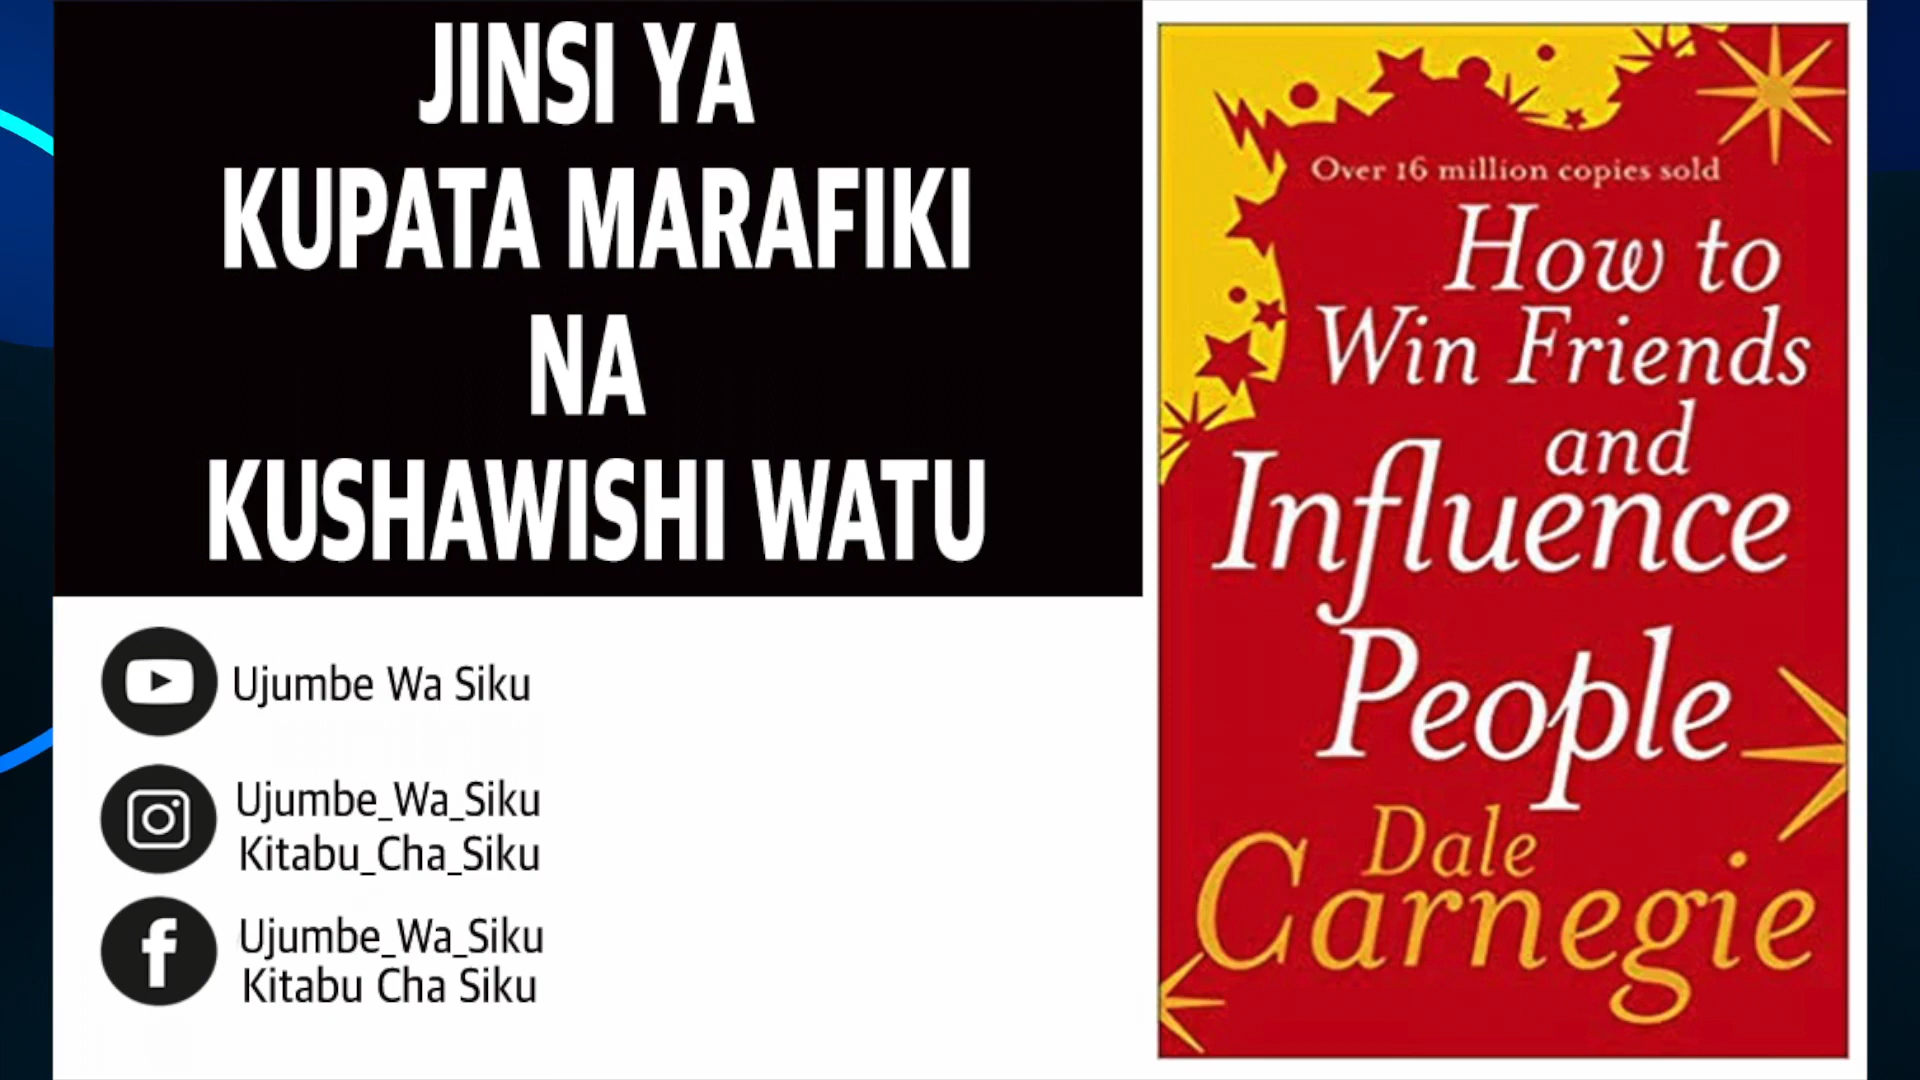 JINSI YA
KUPATA MARAFIKI
NA
KUSHAWISHI WATU
Ujumbe Wa Siku
Ujumbe_Wa_Siku
Kitabu_Cha_Siku
Ujumbe_Wa_Siku
Kitabu Cha Siku
Over 16 million copies sold
How to
Win Friends
and
Influence
People
Dale
Carnegie